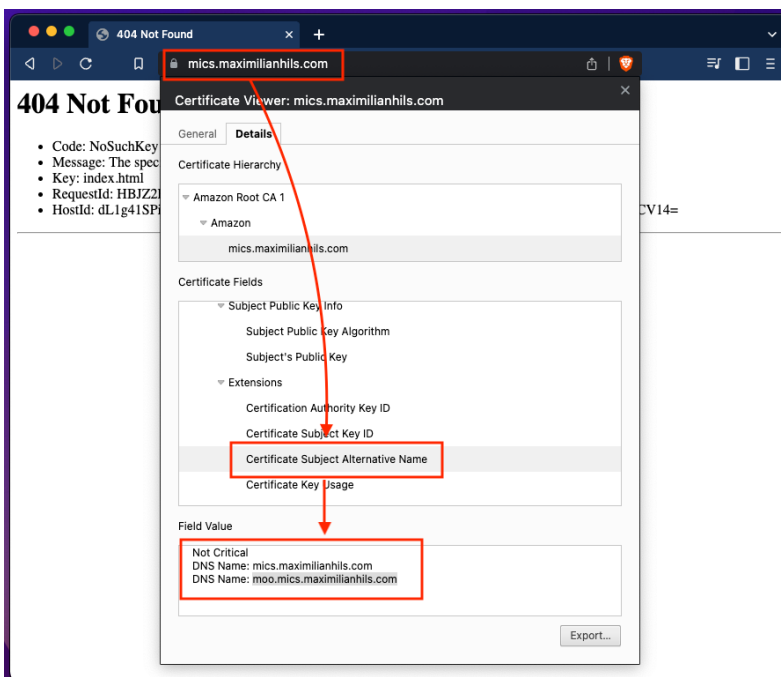 404 Not Found
mics.maximilianhils.com
404 Not Fou
Certificate Viewer: mics.maximilianhils.com
General Details
Code: NoSuchKey
Message: The spec
Key: index.html
RequestId: HBJZ2
HostId: dL1g41SPi
CV14=
Certificate Hierarchy
Amazon Root CA 1
Amazon
mics.maximilianhils.com
Certificate Fields
Subject Public Key Info
Subject Public Key Algorithm
Subject's Public Key
Extensions
Certification Authority Key ID
Certificate Subject Key ID
Certificate Subject Alternative Name
Certificate Key Usage
Field Value
Not Critical
DNS Name: mics.maximilianhils.com
DNS Name: moo.mics.maximilianhils.com
Export...